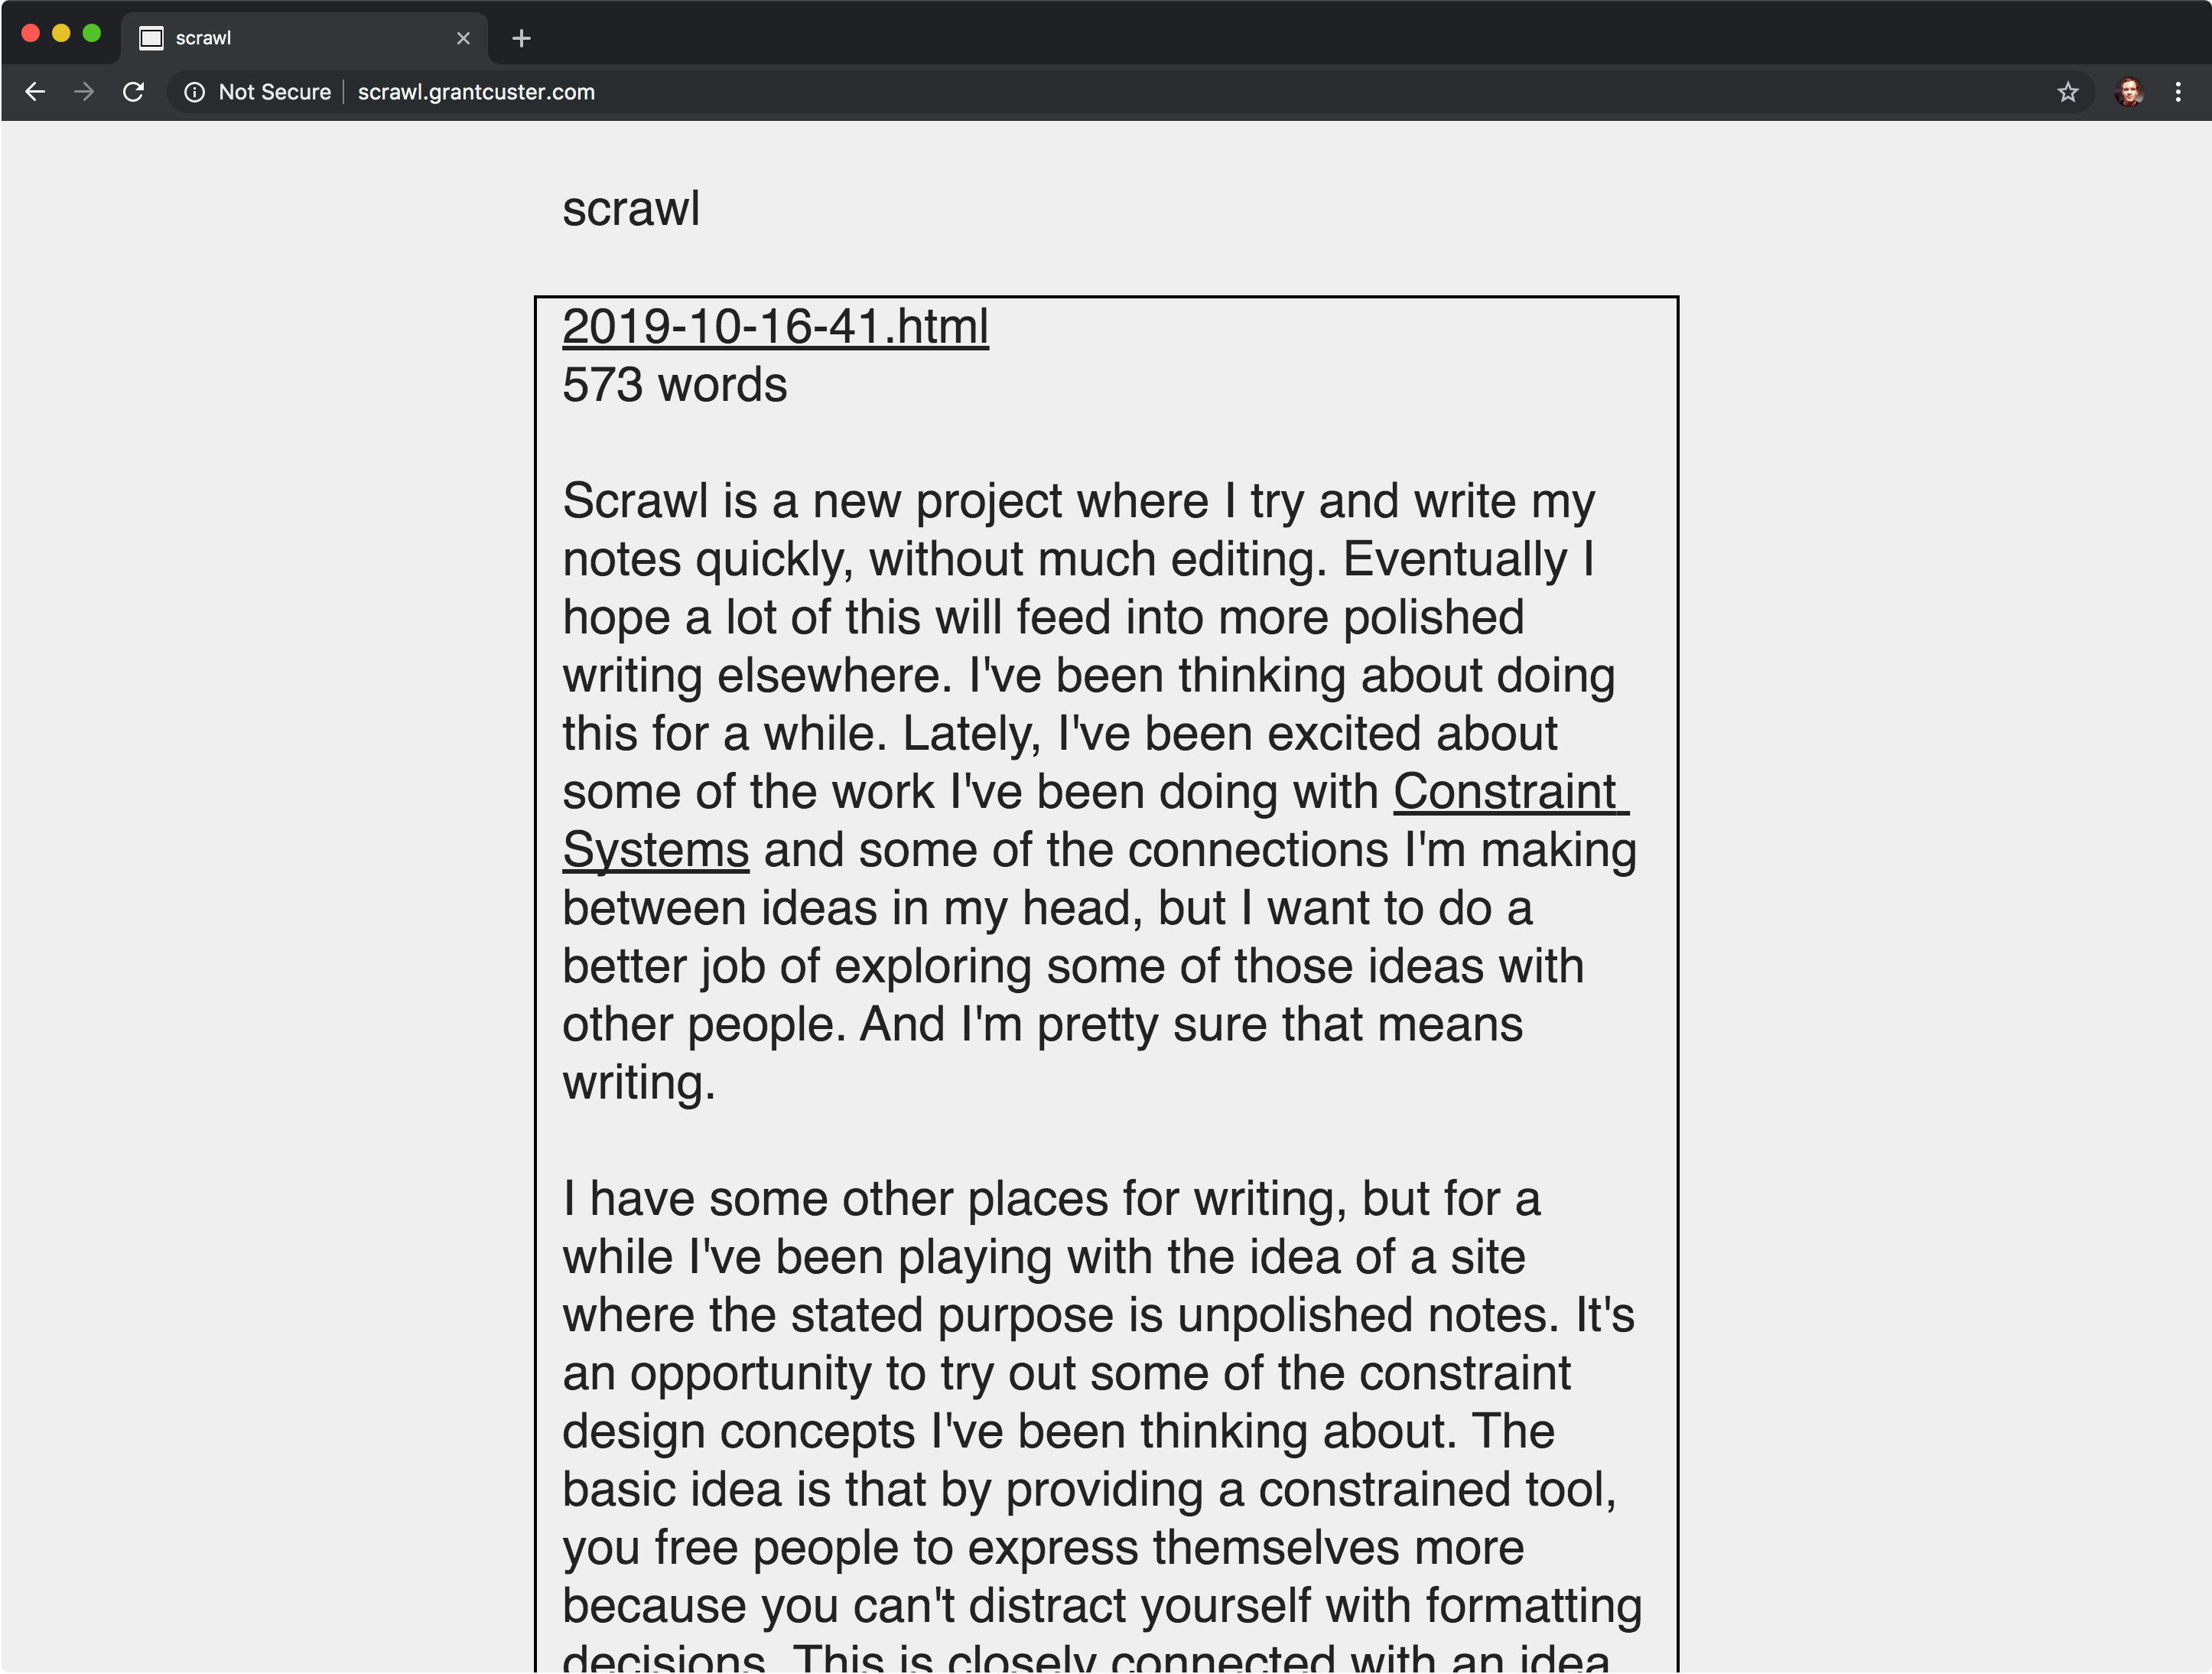 scrawl
Not Secure
scrawl.grantcuster.com
scrawl
2019-10-16-41.html
573 words
Scrawl is a new project where I try and write my
notes quickly, without much editing. Eventually I
hope a lot of this will feed into more polished
writing elsewhere. I've been thinking about doing
this for a while. Lately, I've been excited about
some of the work I've been doing with Constraint
Systems and some of the connections I'm making
between ideas in my head, but I want to do a
better job of exploring some of those ideas with
other people. And I'm pretty sure that means
writing.
I have some other places for writing, but for a
while I've been playing with the idea of a site
where the stated purpose is unpolished notes. It's
an opportunity to try out some of the constraint
design concepts I've been thinking about. The
basic idea is that by providing a constrained tool,
you free people to express themselves more
because you can't distract yourself with formatting
decisions. This is closely connected with an idea